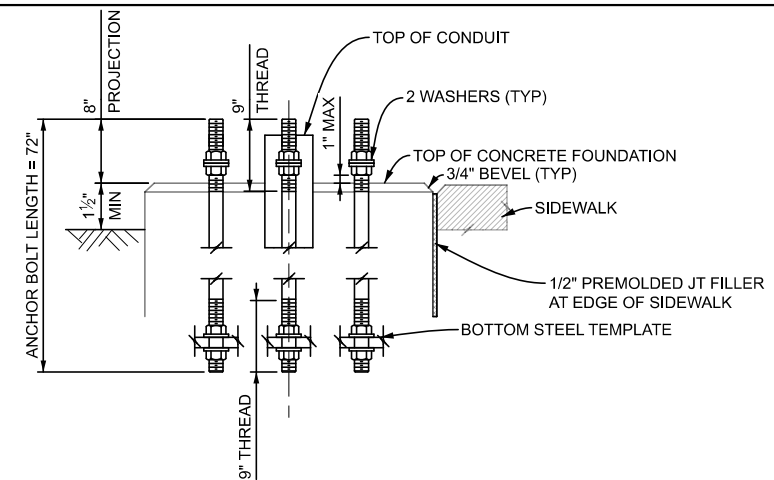 TOP OF CONDUIT
8"
PROJECTION
9"
THREAD
1" MAX
2 WASHERS (TYP)
TOP OF CONCRETE FOUNDATION
3/4" BEVEL (TYP)
ANCHOR BOLT LENGTH = 72"
1½"
MIN
SIDEWALK
1/2" PREMOLDED JT FILLER
AT EDGE OF SIDEWALK
BOTTOM STEEL TEMPLATE
9" THREAD